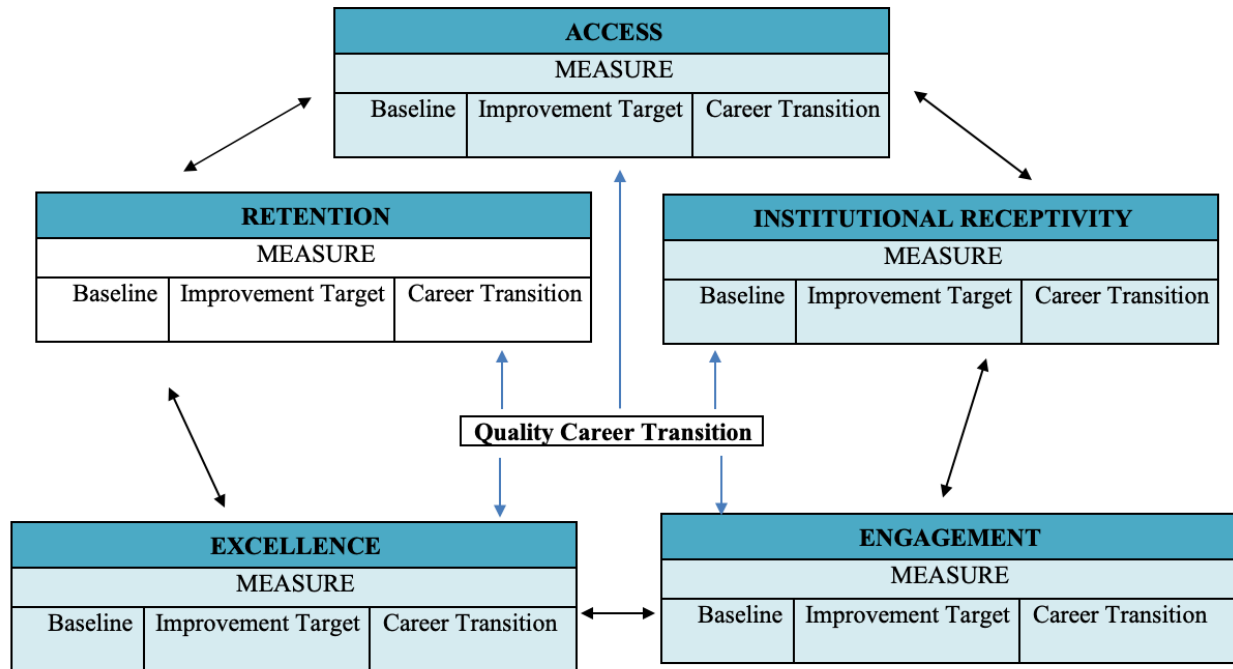 ACCESS
MEASURE
Baseline Improvement Target Career Transition
RETENTION
MEASURE
Baseline Improvement Target Career Transition
INSTITUTIONAL RECEPTIVITY
MEASURE
Baseline Improvement Target Career Transition
Quality Career Transition
EXCELLENCE
MEASURE
Baseline Improvement Target Career Transition
ENGAGEMENT
MEASURE
Baseline Improvement Target Career Transition